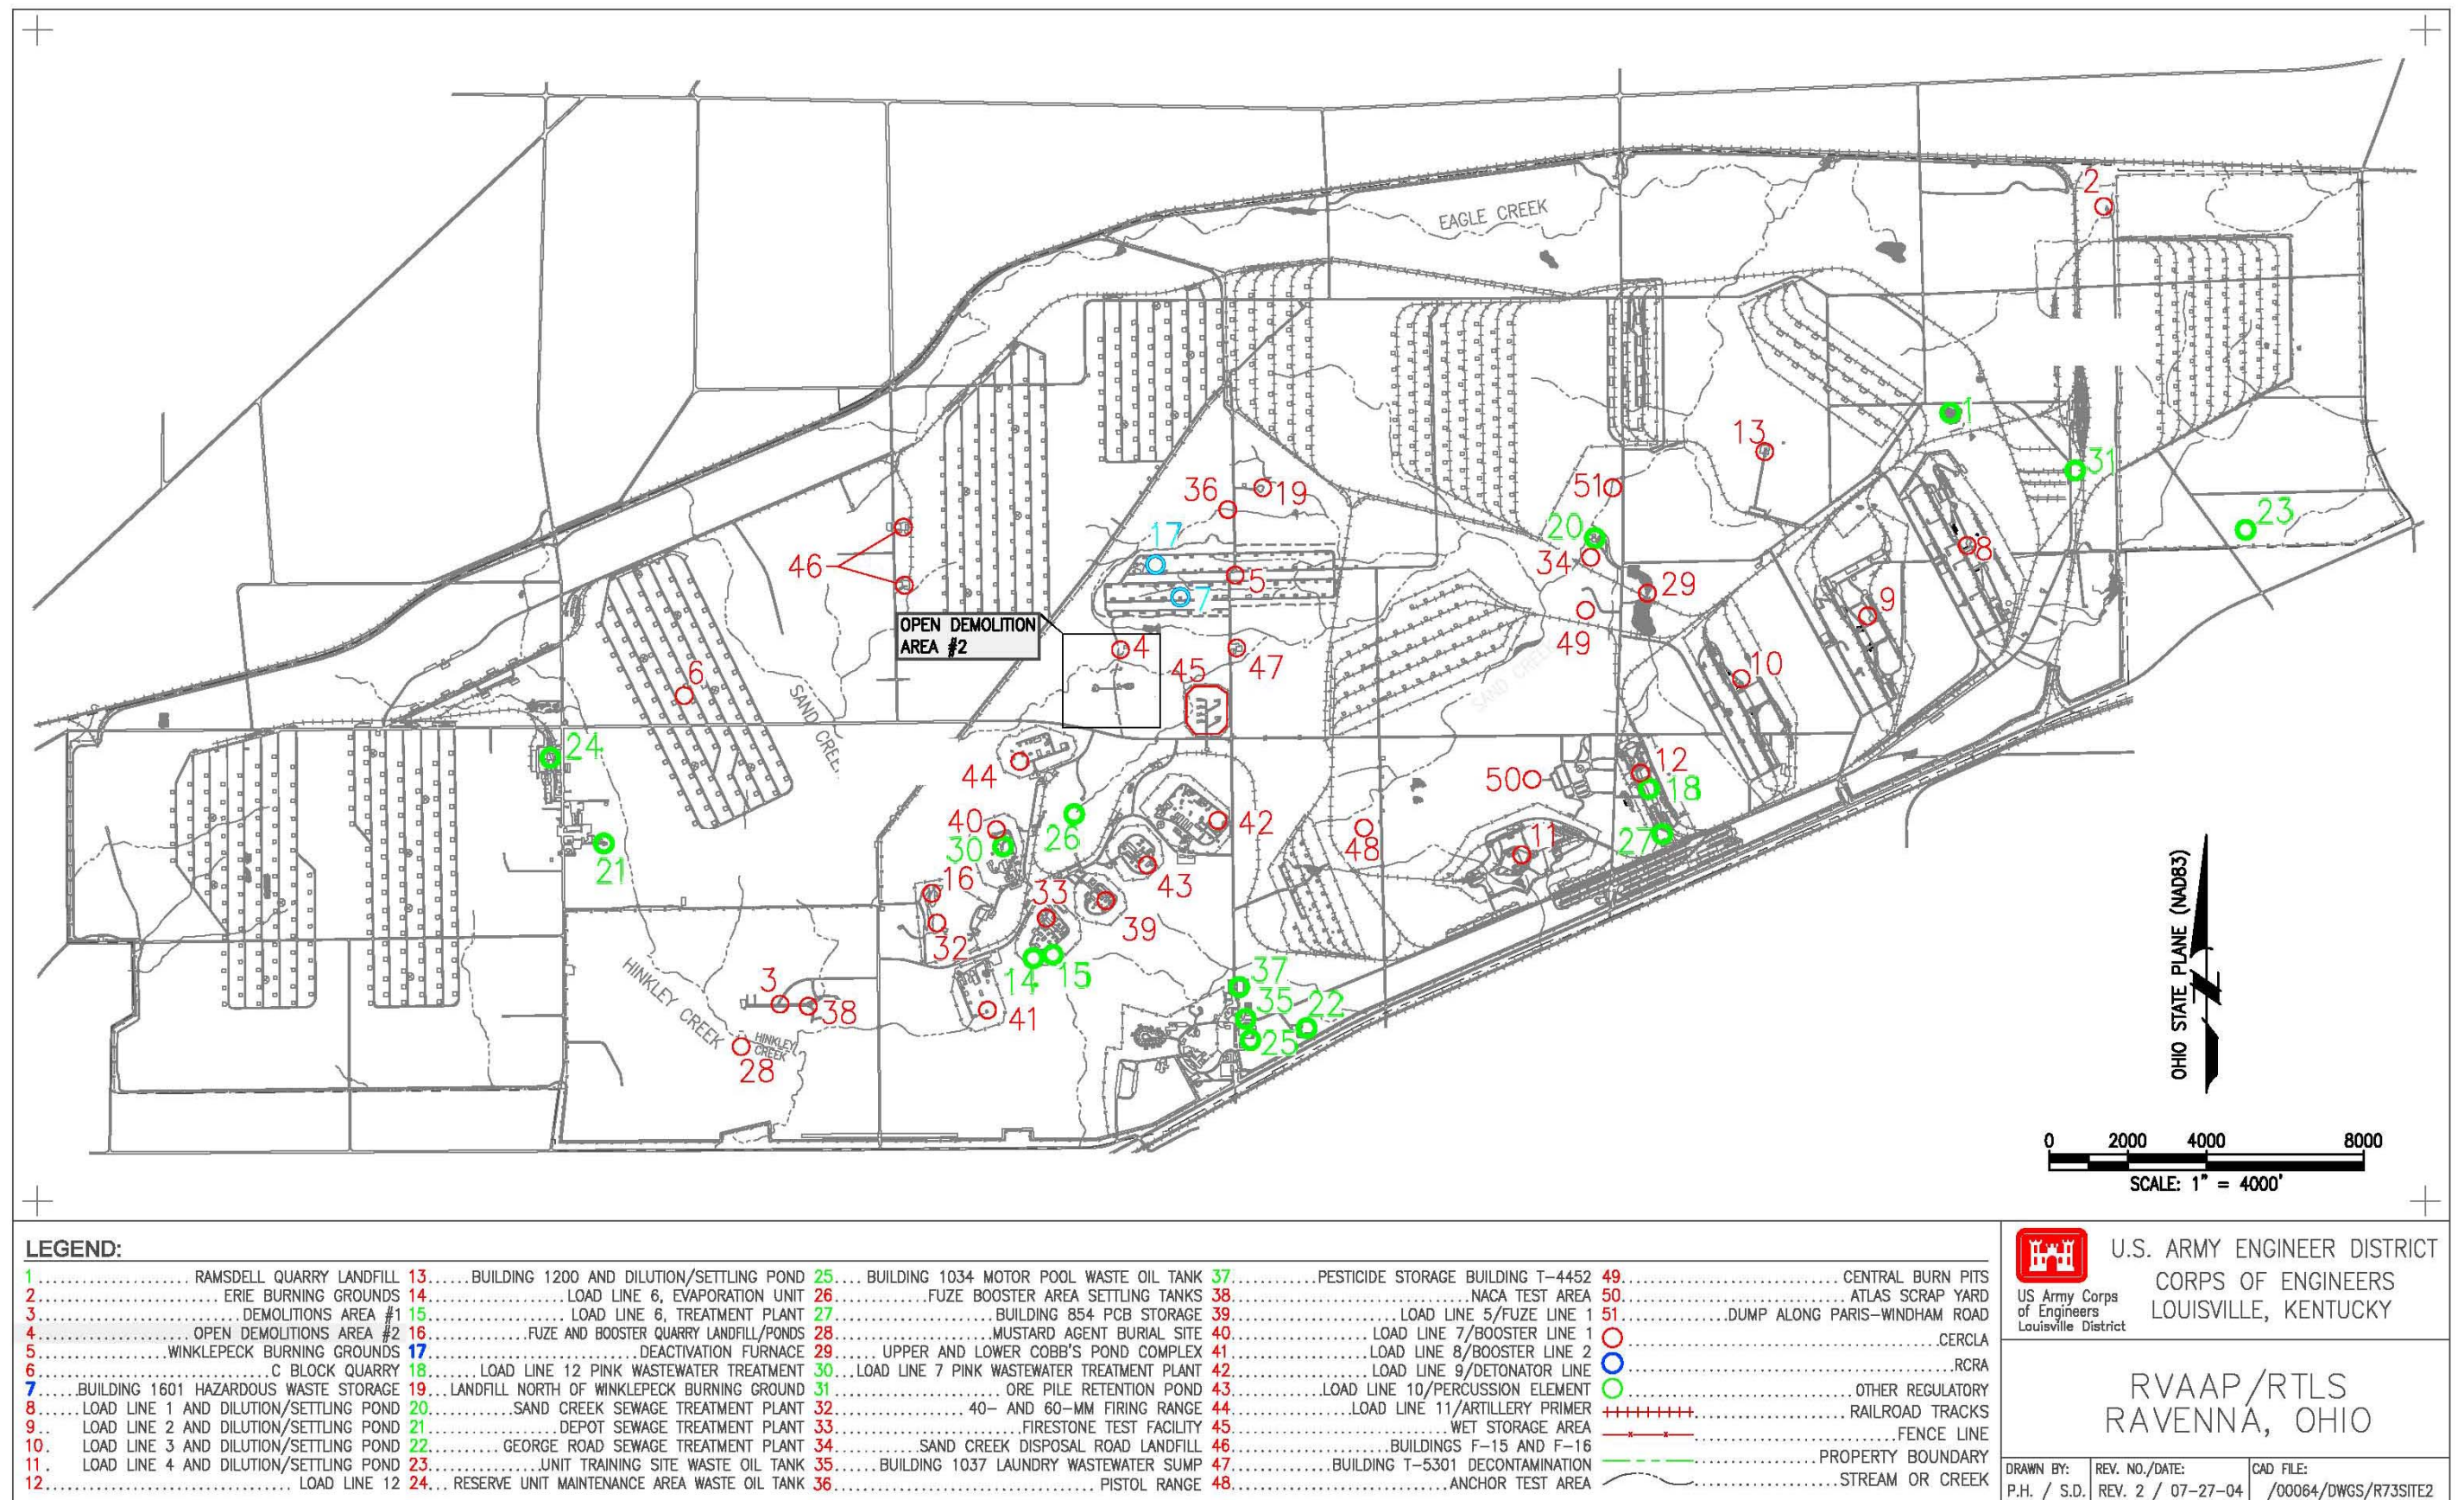 EAGLE CREEK
2
1
13
31
36
19
51
23
17
20
8
46
34
5
29
7
9
OPEN DEMOLITION
AREA #2
4
49
47
45
10
6
SAND CREEK
SAND CREEK
24
44
12
50
18
40
26
42
30
48
11
27
21
43
16
33
39
32
HINKLEY CREEK
14
15
3
38
37
41
35
22
25
HINKLEY
CREEK
28
OHIO STATE PLANE (NAD83)
0 2000 4000 8000
SCALE: 1" = 4000'
LEGEND:
1 RAMSDELL QUARRY LANDFILL
2 ERIE BURNING GROUNDS
3 DEMOLITIONS AREA #1
4 OPEN DEMOLITIONS AREA #2
5 WINKLEPECK BURNING GROUNDS
6 C BLOCK QUARRY
7 BUILDING 1601 HAZARDOUS WASTE STORAGE
8 LOAD LINE 1 AND DILUTION/SETTLING POND
9 LOAD LINE 2 AND DILUTION/SETTLING POND
10 LOAD LINE 3 AND DILUTION/SETTLING POND
11 LOAD LINE 4 AND DILUTION/SETTLING POND
12 LOAD LINE 12
13 BUILDING 1200 AND DILUTION/SETTLING POND
14 LOAD LINE 6, EVAPORATION UNIT
15 LOAD LINE 6, TREATMENT PLANT
16 FUZE AND BOOSTER QUARRY LANDFILL/PONDS
17 DEACTIVATION FURNACE
18 LOAD LINE 12 PINK WASTEWATER TREATMENT
19 LANDFILL NORTH OF WINKLEPECK BURNING GROUND
20 SAND CREEK SEWAGE TREATMENT PLANT
21 DEPOT SEWAGE TREATMENT PLANT
22 GEORGE ROAD SEWAGE TREATMENT PLANT
23 UNIT TRAINING SITE WASTE OIL TANK
24 RESERVE UNIT MAINTENANCE AREA WASTE OIL TANK
25 BUILDING 1034 MOTOR POOL WASTE OIL TANK
26 FUZE BOOSTER AREA SETTLING TANKS
27 BUILDING 854 PCB STORAGE
28 MUSTARD AGENT BURIAL SITE
29 UPPER AND LOWER COBB'S POND COMPLEX
30 LOAD LINE 7 PINK WASTEWATER TREATMENT PLANT
31 ORE PILE RETENTION POND
32 40- AND 60-MM FIRING RANGE
33 FIRESTONE TEST FACILITY
34 SAND CREEK DISPOSAL ROAD LANDFILL
35 BUILDING 1037 LAUNDRY WASTEWATER SUMP
36 PISTOL RANGE
37 PESTICIDE STORAGE BUILDING T-4452
38 NACA TEST AREA
39 LOAD LINE 5/FUZE LINE 1
40 LOAD LINE 7/BOOSTER LINE 1
41 LOAD LINE 8/BOOSTER LINE 2
42 LOAD LINE 9/DETONATOR LINE
43 LOAD LINE 10/PERCUSSION ELEMENT
44 LOAD LINE 11/ARTILLERY PRIMER
45 WET STORAGE AREA
46 BUILDINGS F-15 AND F-16
47 BUILDING T-5301 DECONTAMINATION
48 ANCHOR TEST AREA
49 CENTRAL BURN PITS
50 ATLAS SCRAP YARD
51 DUMP ALONG PARIS-WINDHAM ROAD
CERCLA
RCRA
OTHER REGULATORY
RAILROAD TRACKS
FENCE LINE
PROPERTY BOUNDARY
STREAM OR CREEK
US Army Corps
of Engineers
Louisville District
U.S. ARMY ENGINEER DISTRICT
CORPS OF ENGINEERS
LOUISVILLE, KENTUCKY
RVAAP/RTLS
RAVENNA, OHIO
DRAWN BY:
P.H. / S.D.
REV. NO./DATE:
REV. 2 / 07-27-04
CAD FILE:
/00064/DWGS/R73SITE2